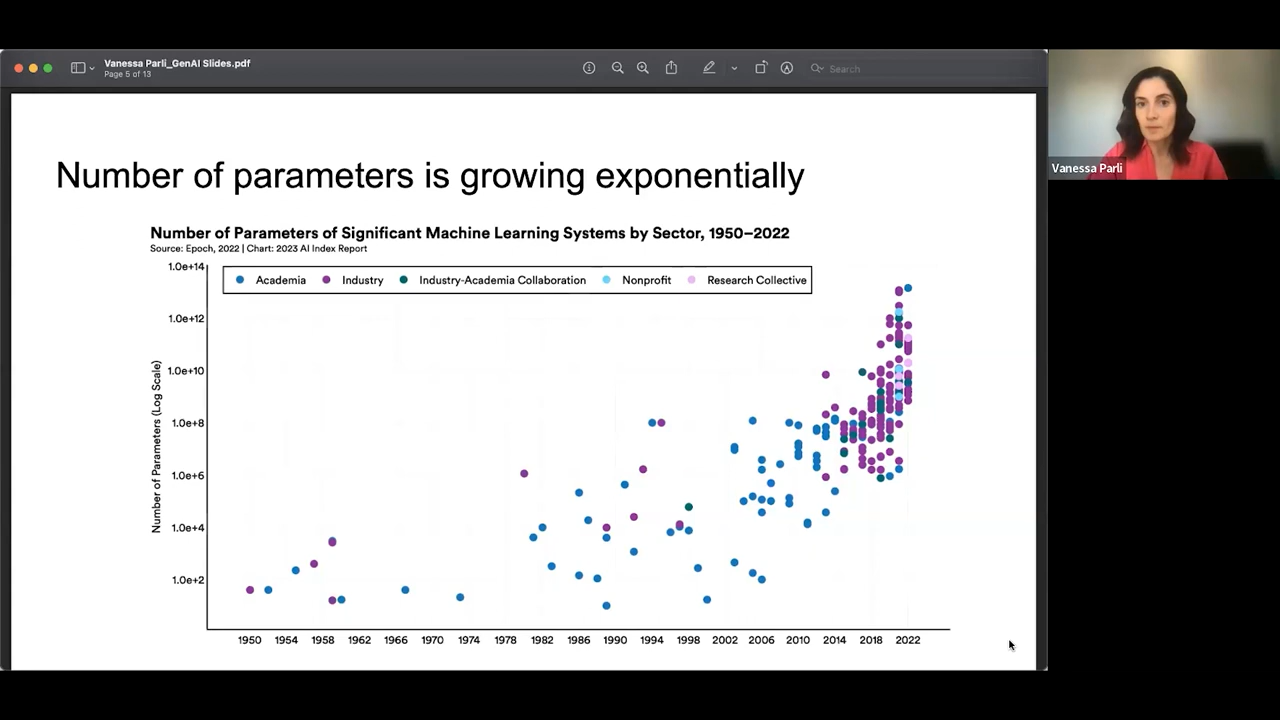 Vanessa Parli_GenAI Slides.pdf
Page 5 of 13
Search
Vanessa Parli
Number of parameters is growing exponentially
Number of Parameters of Significant Machine Learning Systems by Sector, 1950–2022
Source: Epoch, 2022 | Chart: 2023 AI Index Report
Academia Industry Industry-Academia Collaboration Nonprofit Research Collective
Number of Parameters (Log Scale)
1.0e+14
1.0e+12
1.0e+10
1.0e+8
1.0e+6
1.0e+4
1.0e+2
1950 1954 1958 1962 1966 1970 1974 1978 1982 1986 1990 1994 1998 2002 2006 2010 2014 2018 2022